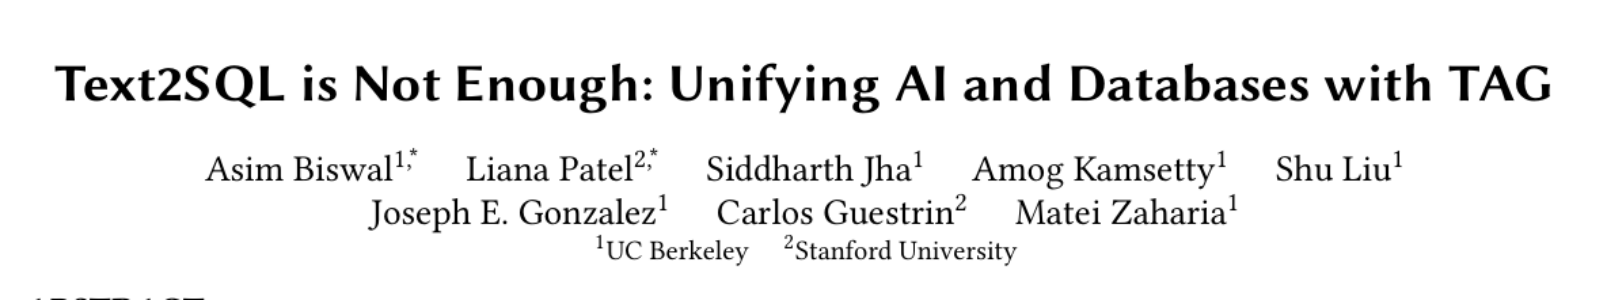 Text2SQL is Not Enough: Unifying AI and Databases with TAG
Asim Biswal1,* Liana Patel2,* Siddharth Jha1 Amog Kamsetty1 Shu Liu1
Joseph E. Gonzalez1 Carlos Guestrin2 Matei Zaharia1
1UC Berkeley 2Stanford University